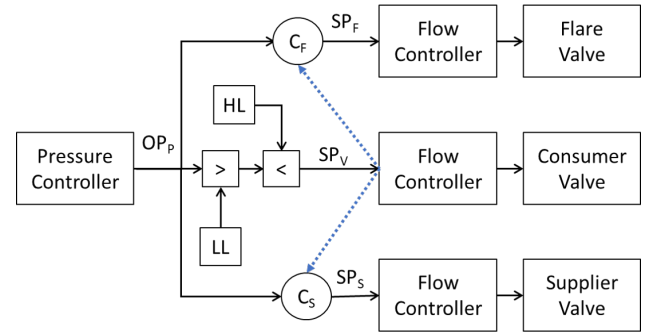 C_F
SP_F
Flow
Controller
Flare
Valve
HL
Pressure
Controller
OP_P
>
<
SP_V
Flow
Controller
Consumer
Valve
LL
C_S
SP_S
Flow
Controller
Supplier
Valve